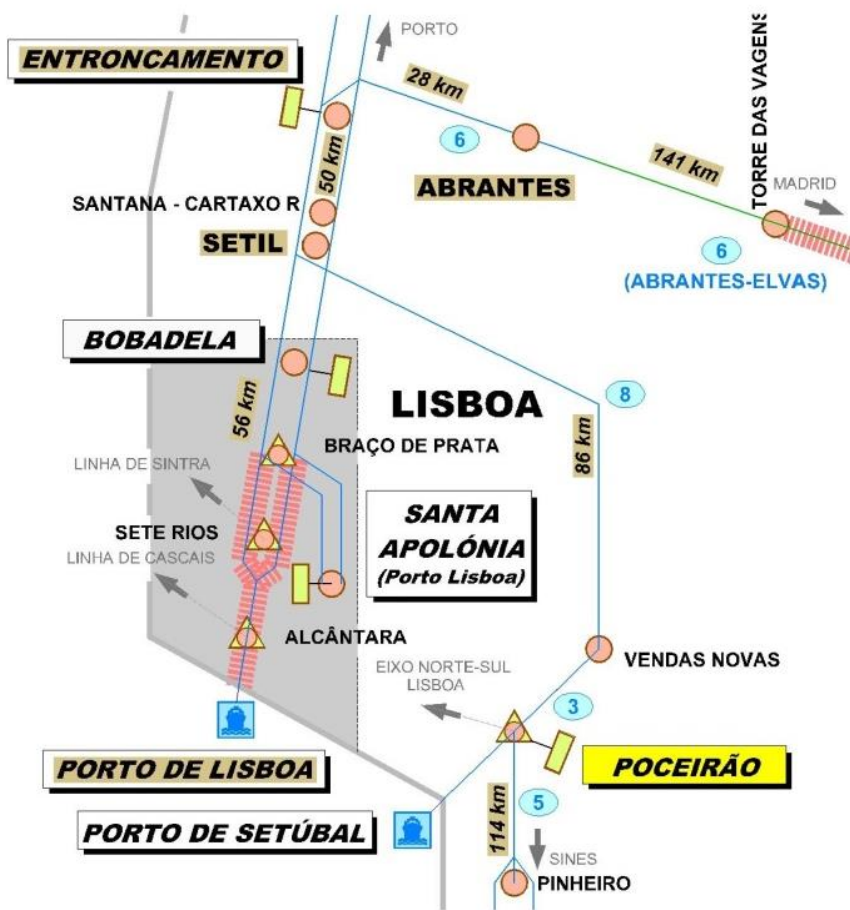 PORTO
ENTRONCAMENTO
28 km
6
50 km
ABRANTES
141 km
TORRE DAS VAGENS
MADRID
SANTANA - CARTAXO R
SETIL
6
(ABRANTES-ELVAS)
BOBADELA
LISBOA
8
56 km
86 km
BRAÇO DE PRATA
LINHA DE SINTRA
SETE RIOS
LINHA DE CASCAIS
SANTA
APOLÓNIA
(Porto Lisboa)
ALCÂNTARA
VENDAS NOVAS
EIXO NORTE-SUL
LISBOA
3
PORTO DE LISBOA
POCEIRÃO
5
114 km
PORTO DE SETÚBAL
SINES
PINHEIRO